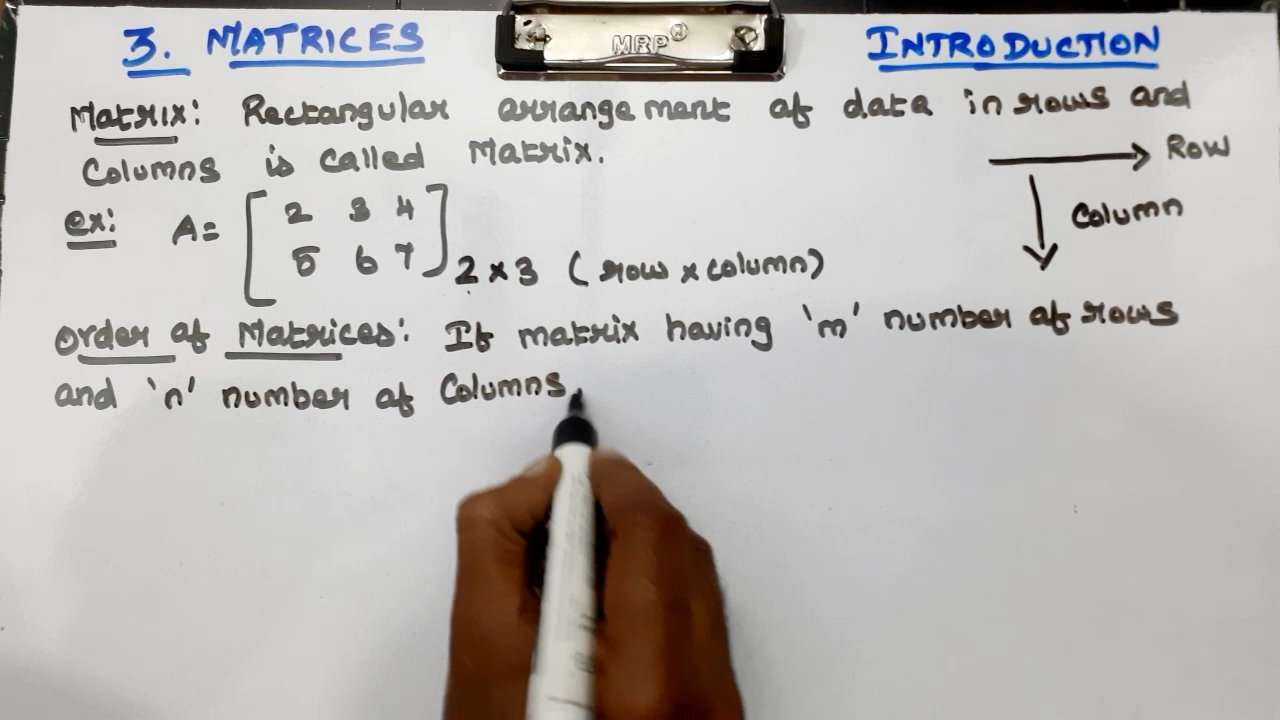 3. MATRICES
MRP®
INTRODUCTION
Matrix: Rectangular arrangement of data in rows and
Columns is called Matrix.
Row
Column
ex: A= [ 2 3 4
5 6 7 ] 2 x 3 (row x column)
Order of Matrices: If matrix having 'm' number of rows
and 'n' number of Columns,